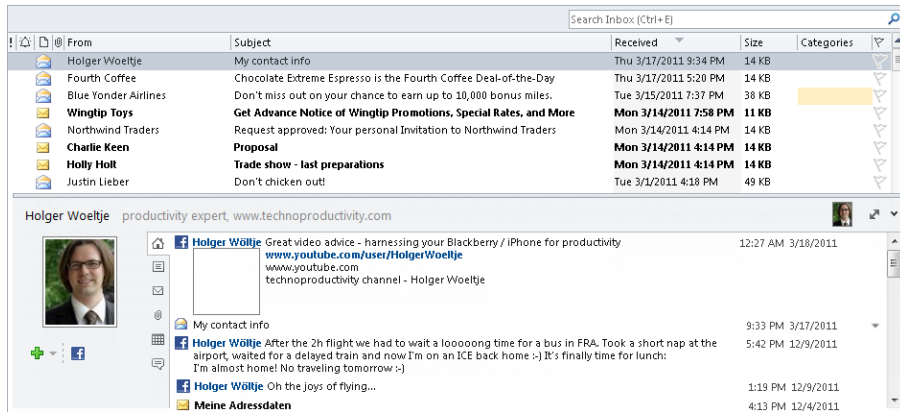 Search Inbox (Ctrl+E)
! From Subject Received Size Categories
Holger Woeltje My contact info Thu 3/17/2011 9:34 PM 14 KB
Fourth Coffee Chocolate Extreme Espresso is the Fourth Coffee Deal-of-the-Day Thu 3/17/2011 5:20 PM 14 KB
Blue Yonder Airlines Don't miss out on your chance to earn up to 10,000 bonus miles. Tue 3/15/2011 7:37 PM 38 KB
Wingtip Toys Get Advance Notice of Wingtip Promotions, Special Rates, and More Mon 3/14/2011 7:58 PM 11 KB
Northwind Traders Request approved: Your personal Invitation to Northwind Traders Mon 3/14/2011 4:14 PM 14 KB
Charlie Keen Proposal Mon 3/14/2011 4:14 PM 14 KB
Holly Holt Trade show - last preparations Mon 3/14/2011 4:14 PM 14 KB
Justin Lieber Don't chicken out! Tue 3/1/2011 4:18 PM 49 KB
Holger Woeltje productivity expert, www.technoproductivity.com
Holger Wöltje Great video advice - harnessing your Blackberry / iPhone for productivity 12:27 AM 3/18/2011
www.youtube.com/user/HolgerWoeltje
www.youtube.com
technoproductivity channel - Holger Woeltje
My contact info 9:33 PM 3/17/2011
Holger Wöltje After the 2h flight we had to wait a looooong time for a bus in FRA. Took a short nap at the 5:42 PM 12/9/2011
airport, waited for a delayed train and now I'm on an ICE back home :-) It's finally time for lunch:
I'm almost home! No traveling tomorrow :-)
Holger Wöltje Oh the joys of flying... 1:19 PM 12/9/2011
Meine Adressdaten 4:13 PM 12/4/2011